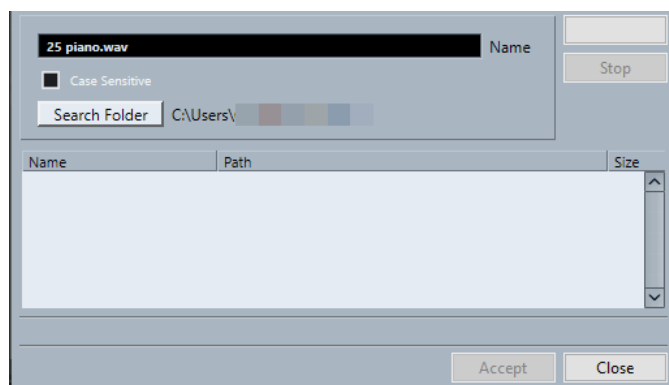 25 piano.wav
Name
Stop
Case Sensitive
Search Folder C:\Users\
Name Path Size
Accept Close